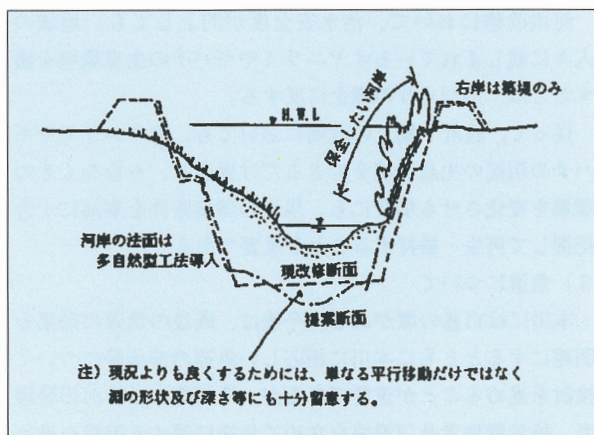 右岸は築堤のみ
H.W.L
保全したい河岸
河岸の法面は
多自然型工法導入
現改修断面
提案断面
注）現況よりも良くするためには、単なる平行移動だけではなく
淵の形状及び深さ等にも十分留意する。